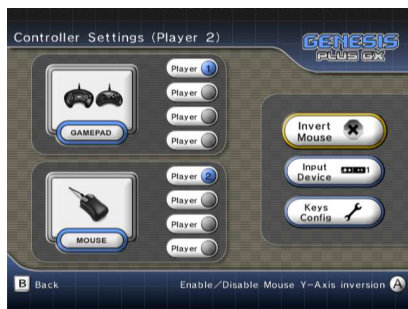 Controller Settings (Player 2)
GENESIS
PLUS GX
Player 1
Player
Player
Player
GAMEPAD
Player 2
Player
Player
Player
MOUSE
Invert
Mouse
Input
Device
1
Keys
Config
B Back
Enable/Disable Mouse Y-Axis inversion A